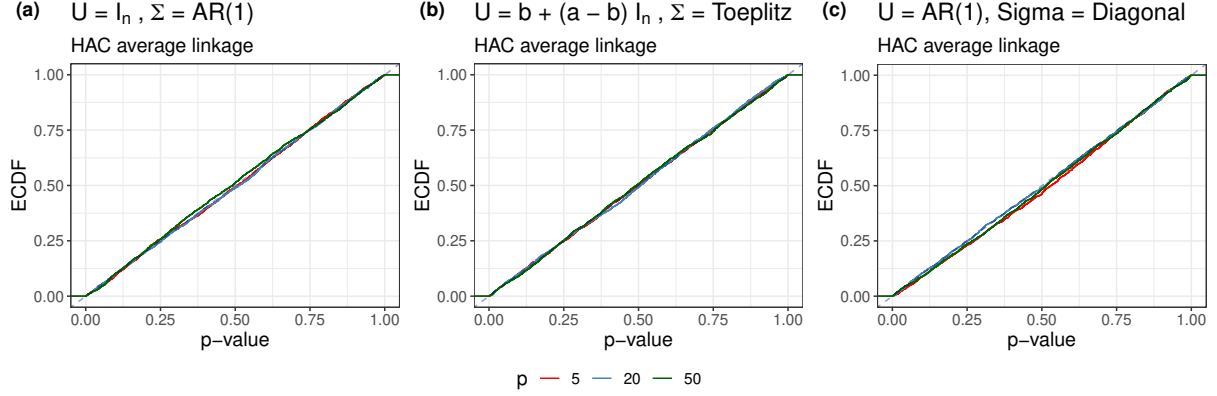 (a) U = Iₙ , Σ = AR(1)
HAC average linkage
1.00
0.75
0.50
0.25
0.00
ECDF
0.00 0.25 0.50 0.75 1.00
p−value
(b) U = b + (a − b) Iₙ , Σ = Toeplitz
HAC average linkage
1.00
0.75
0.50
0.25
0.00
ECDF
0.00 0.25 0.50 0.75 1.00
p−value
(c) U = AR(1), Sigma = Diagonal
HAC average linkage
1.00
0.75
0.50
0.25
0.00
ECDF
0.00 0.25 0.50 0.75 1.00
p−value
p 5 20 50